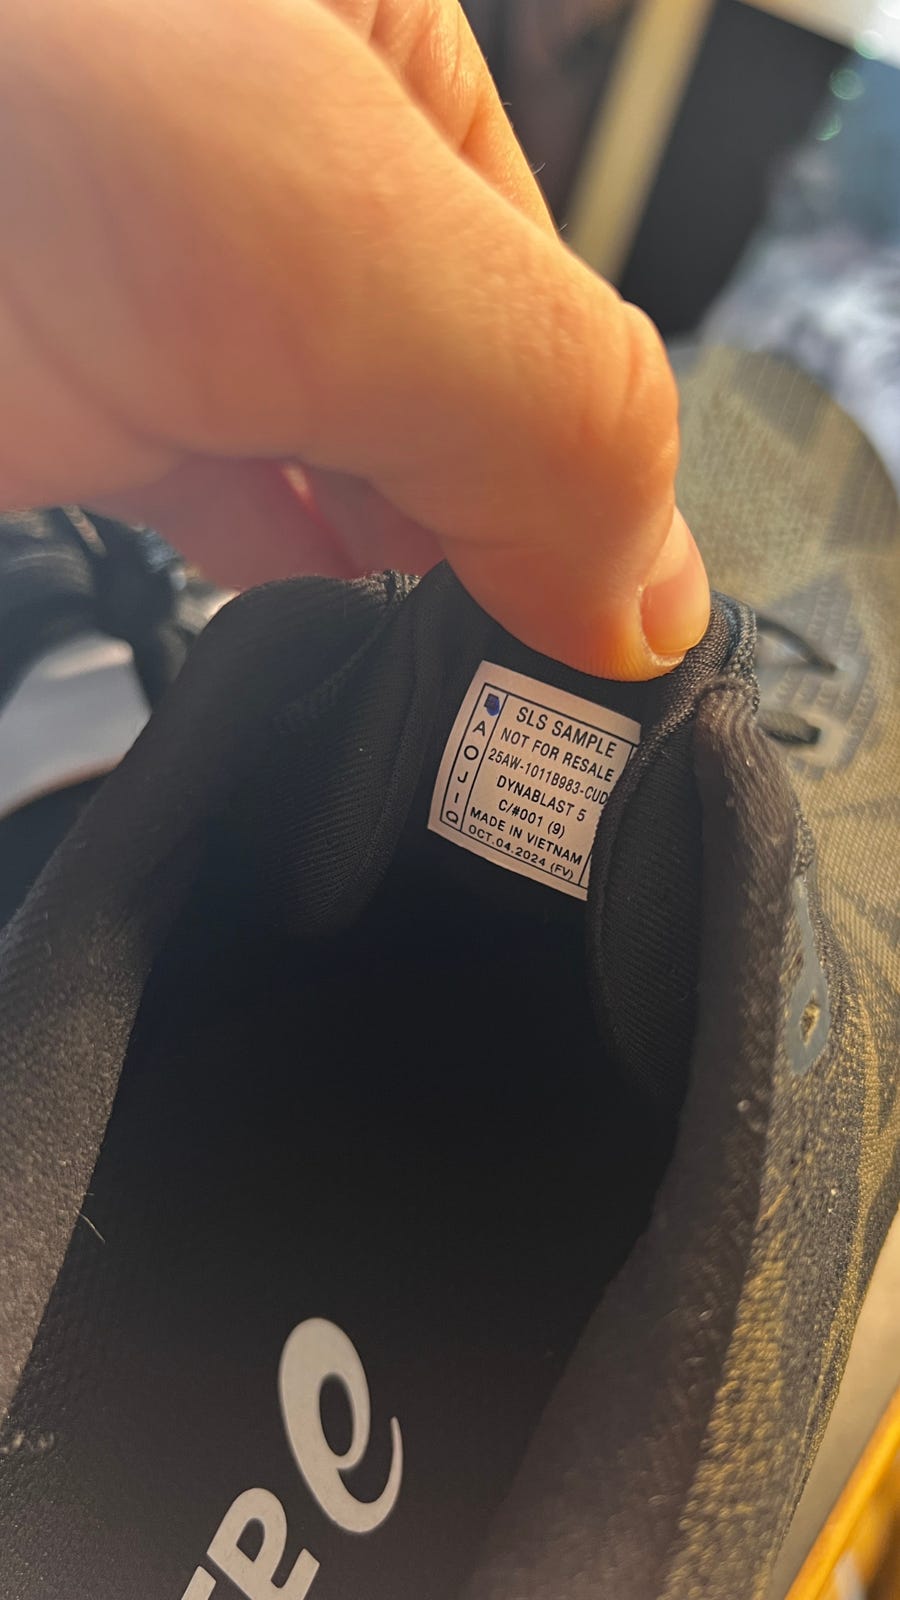 SLS SAMPLE
NOT FOR RESALE
25AW-1011B983-CUD
DYNABLAST 5
C/#001 (9)
MADE IN VIETNAM
OCT.04.2024 (FV)
A
O
J
I
Q